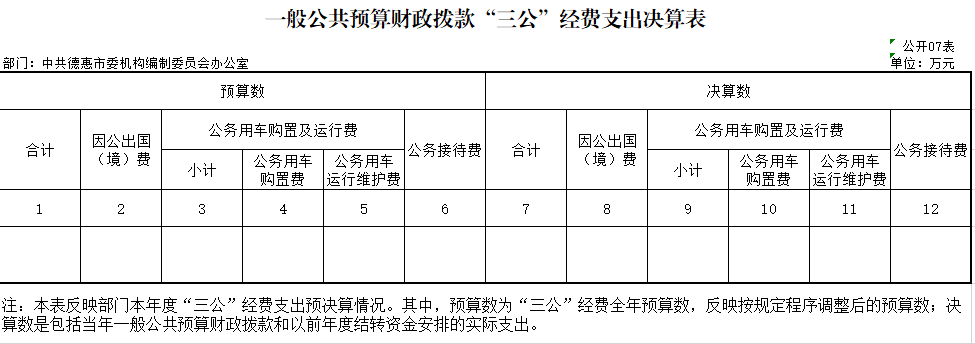 一般公共预算财政拨款“三公”经费支出决算表
公开07表
部门：中共德惠市委机构编制委员会办公室 单位：万元
预算数 决算数
合计 因公出国（境）费 公务用车购置及运行费 公务接待费 合计 因公出国（境）费 公务用车购置及运行费 公务接待费
小计 公务用车购置费 公务用车运行维护费 小计 公务用车购置费 公务用车运行维护费
1 2 3 4 5 6 7 8 9 10 11 12
注：本表反映部门本年度“三公”经费支出预决算情况。其中，预算数为“三公”经费全年预算数，反映按规定程序调整后的预算数；决
算数是包括当年一般公共预算财政拨款和以前年度结转资金安排的实际支出。